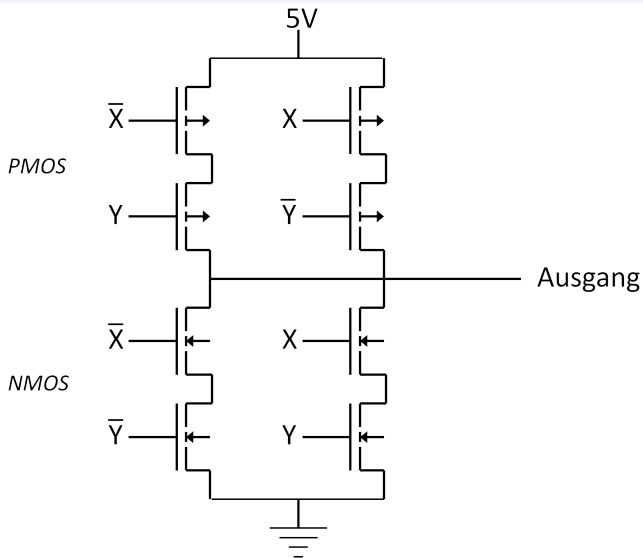 5V
X̅ X
PMOS
Y Y̅
Ausgang
X̅ X
NMOS
Y̅ Y